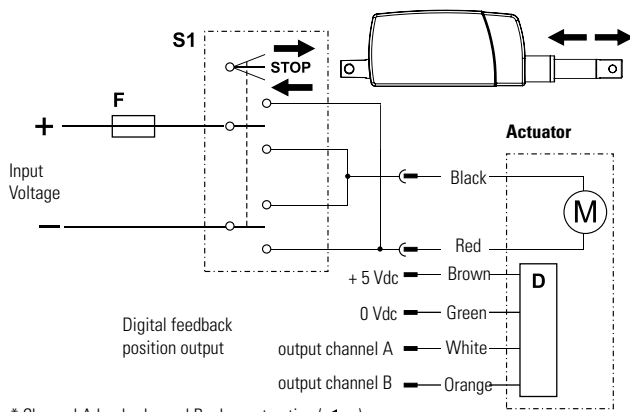 S1
STOP
F
+
Input
Voltage
–
Actuator
Black
M
Red
+ 5 Vdc
Brown
D
0 Vdc
Green
Digital feedback
position output
output channel A
White
output channel B
Orange